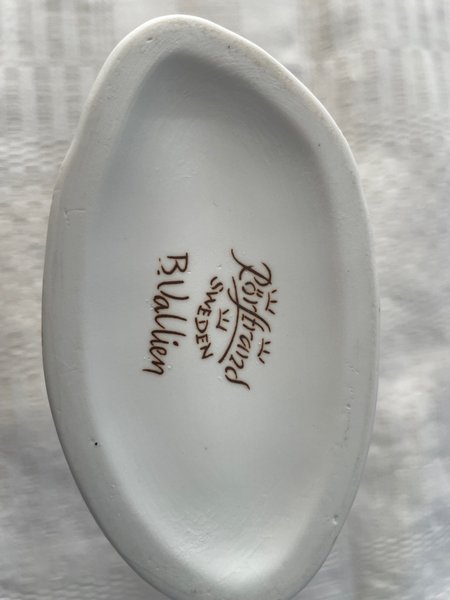 Rörstrand
SWEDEN
B. Vallien